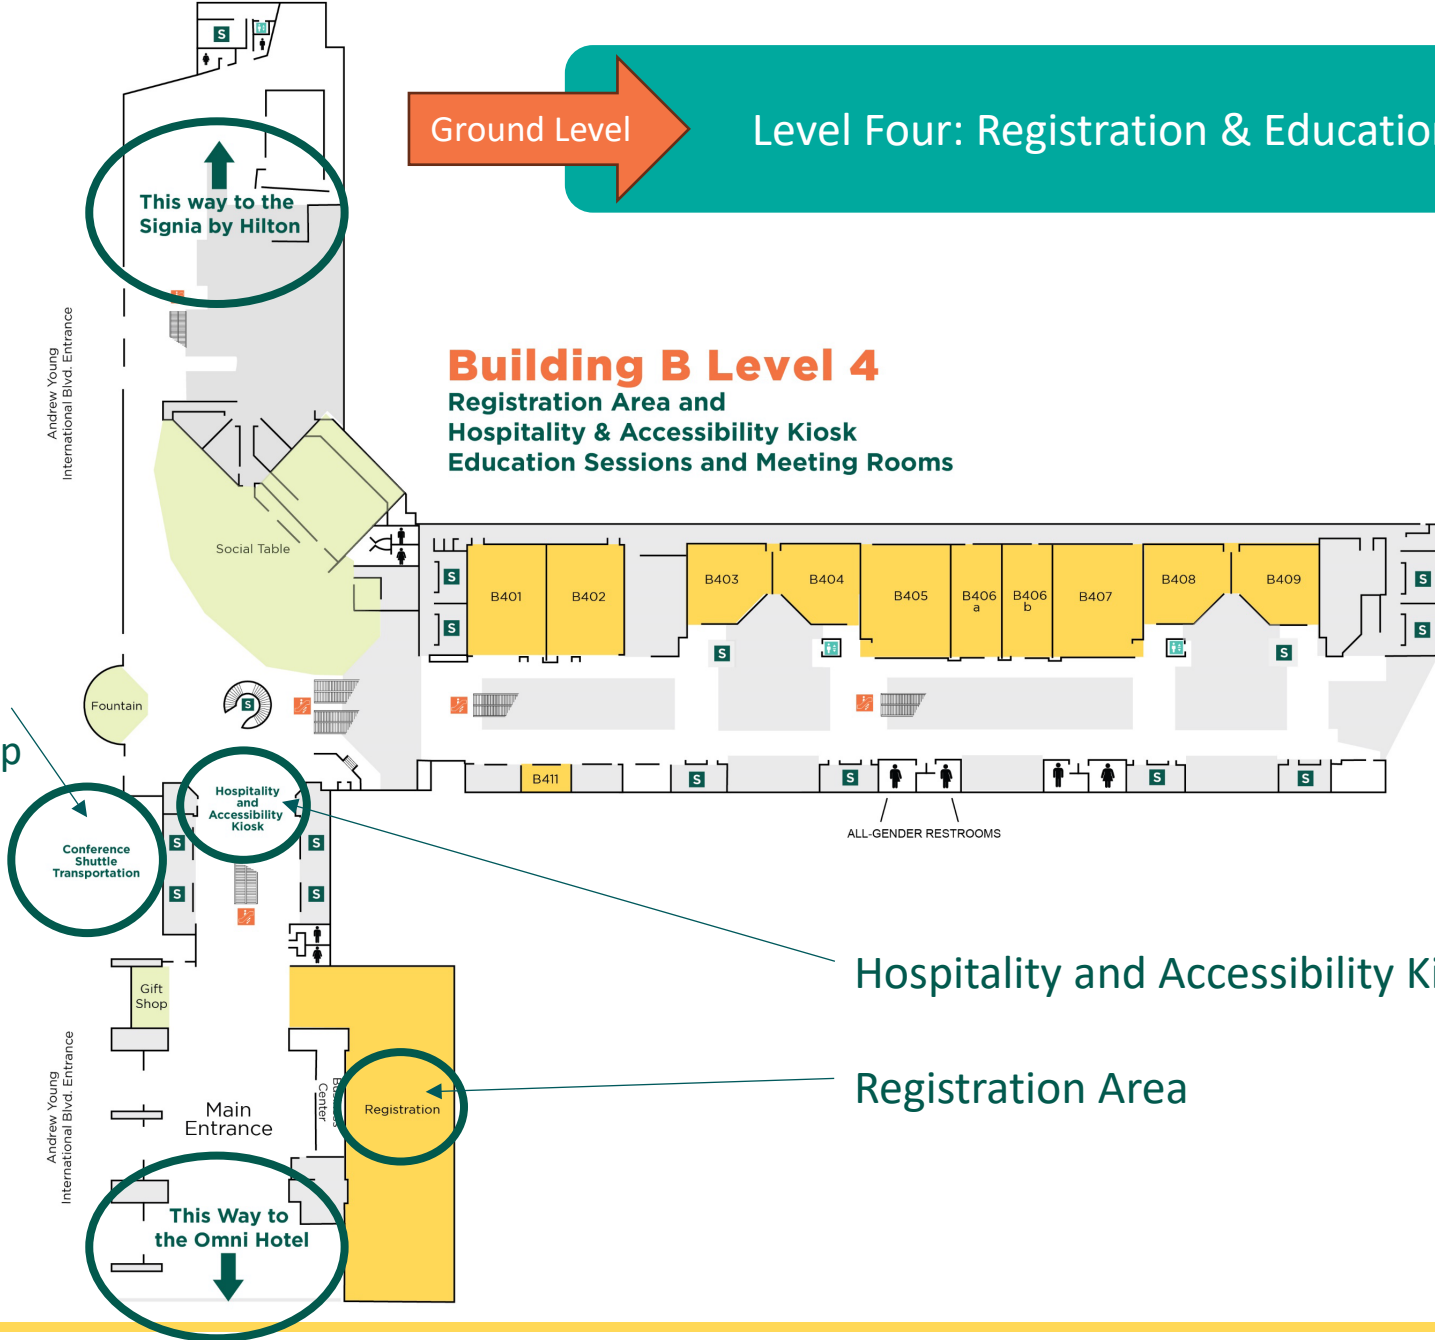 S
Ground Level
Level Four: Registration & Education
This way to the
Signia by Hilton
Andrew Young
International Blvd. Entrance
Building B Level 4
Registration Area and
Hospitality & Accessibility Kiosk
Education Sessions and Meeting Rooms
Social Table
S
S
B401
B402
B403
B404
B405
B406
a
B406
b
B407
B408
B409
S
S
S
S
Fountain
S
p
B411
S
S
S
S
ALL-GENDER RESTROOMS
Hospitality
and
Accessibility
Kiosk
Conference
Shuttle
Transportation
S
S
S
S
Hospitality and Accessibility Ki
Gift
Shop
Andrew Young
International Blvd. Entrance
Main
Entrance
Center
Registration
Registration Area
This Way to
the Omni Hotel